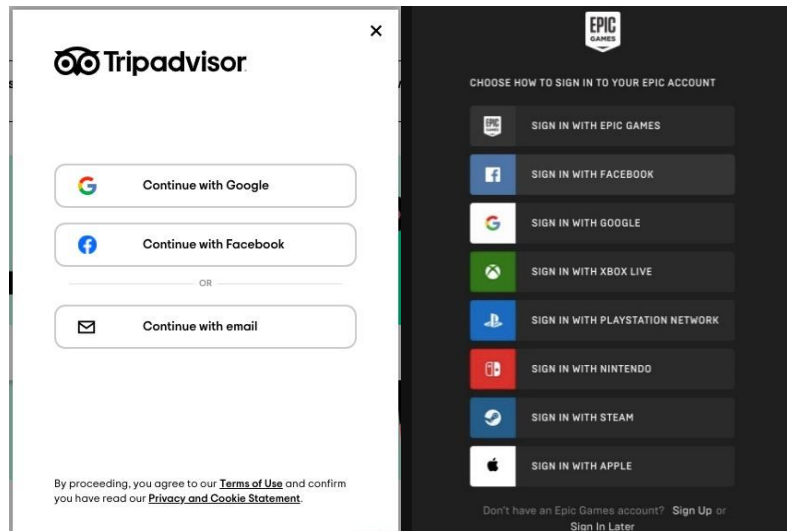 Tripadvisor
Continue with Google
Continue with Facebook
OR
Continue with email
By proceeding, you agree to our Terms of Use and confirm
you have read our Privacy and Cookie Statement.
EPIC
GAMES
CHOOSE HOW TO SIGN IN TO YOUR EPIC ACCOUNT
EPIC
GAMES
SIGN IN WITH EPIC GAMES
SIGN IN WITH FACEBOOK
SIGN IN WITH GOOGLE
SIGN IN WITH XBOX LIVE
SIGN IN WITH PLAYSTATION NETWORK
SIGN IN WITH NINTENDO
SIGN IN WITH STEAM
SIGN IN WITH APPLE
Don't have an Epic Games account? Sign Up or
Sign In Later